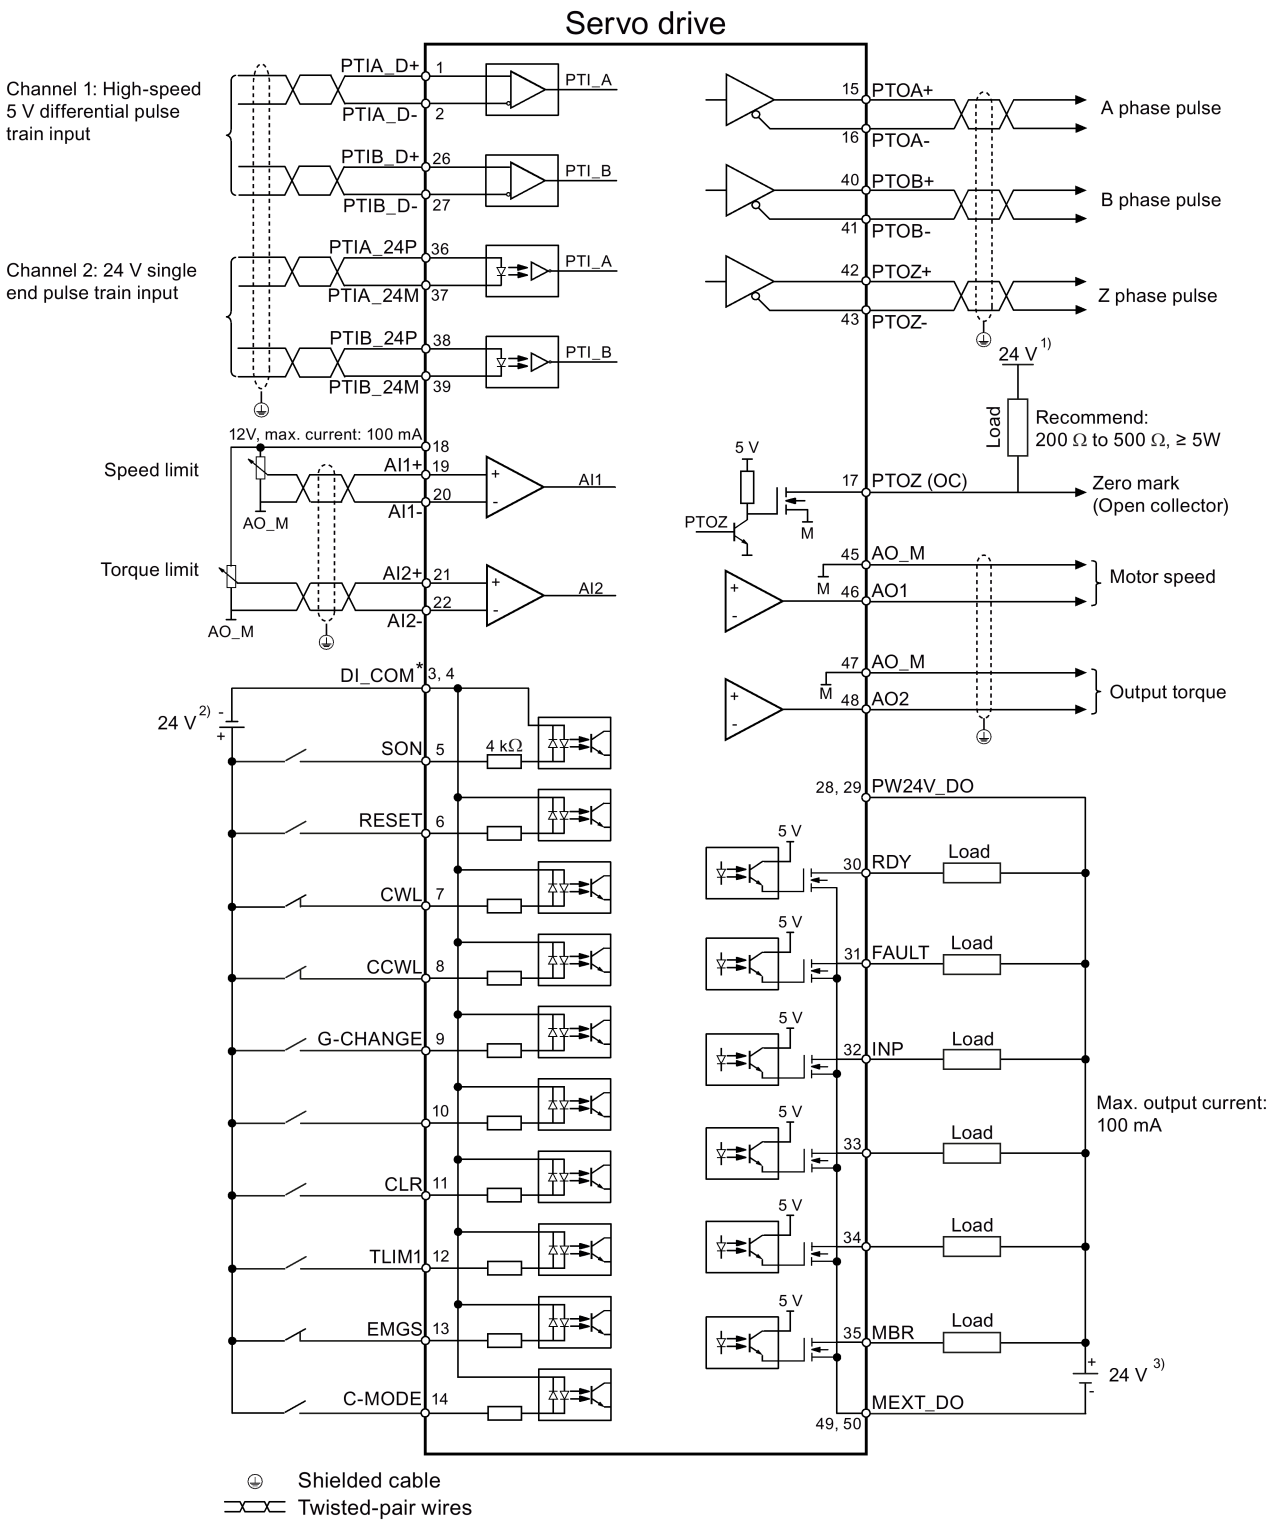 Servo drive
Channel 1: High-speed
5 V differential pulse
train input
PTIA_D+
1
PTI_A
PTIA_D-
2
PTIB_D+
26
PTI_B
PTIB_D-
27
Channel 2: 24 V single
end pulse train input
PTIA_24P
36
PTI_A
PTIA_24M
37
PTIB_24P
38
PTI_B
PTIB_24M
39
12V, max. current: 100 mA
18
Speed limit
AI1+
19
+
-
AI1
20
AI1-
AO_M
Torque limit
AI2+
21
+
-
AI2
22
AI2-
AO_M
DI_COM*
3, 4
24 V 2)
-
+
SON
5
4 kΩ
RESET
6
CWL
7
CCWL
8
G-CHANGE
9
10
CLR
11
TLIM1
12
EMGS
13
C-MODE
14
15
PTOA+
A phase pulse
16
PTOA-
40
PTOB+
B phase pulse
41
PTOB-
42
PTOZ+
Z phase pulse
43
PTOZ-
24 V 1)
Load
Recommend:
200 Ω to 500 Ω, ≥ 5W
5 V
PTOZ
M
17
PTOZ (OC)
Zero mark
(Open collector)
45
AO_M
M
+
-
46
AO1
Motor speed
47
AO_M
M
+
-
48
AO2
Output torque
28, 29
PW24V_DO
5 V
30
RDY
Load
5 V
31
FAULT
Load
5 V
32
INP
Load
Max. output current:
100 mA
5 V
33
Load
5 V
34
Load
5 V
35
MBR
Load
+
-
24 V 3)
MEXT_DO
49, 50
Shielded cable
Twisted-pair wires